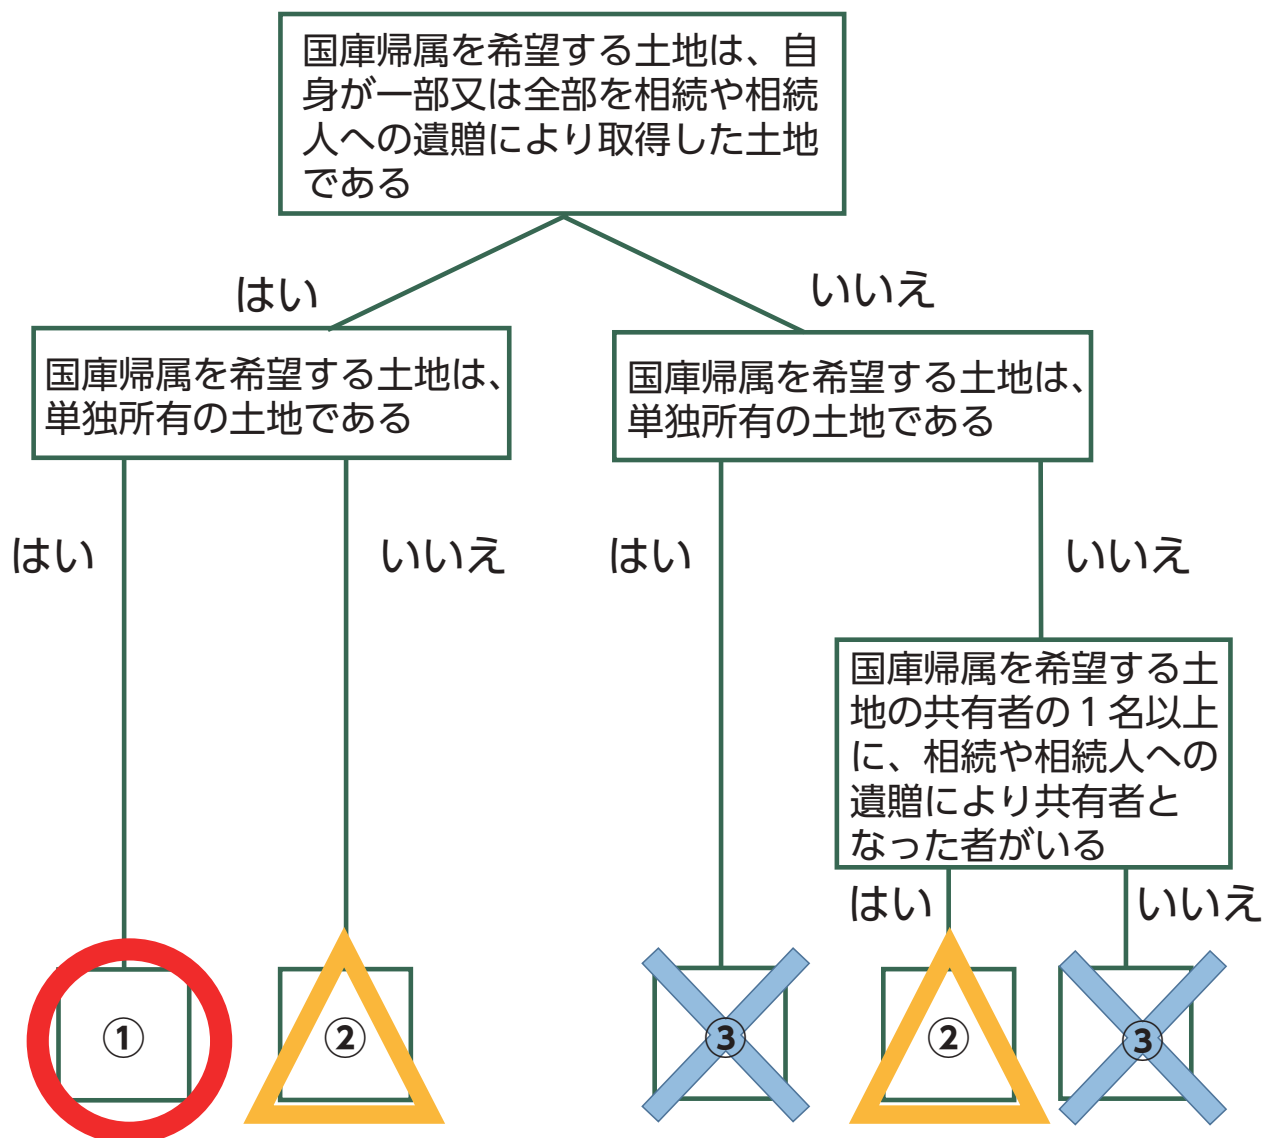 国庫帰属を希望する土地は、自
身が一部又は全部を相続や相続
人への遺贈により取得した土地
である
はい
いいえ
国庫帰属を希望する土地は、
単独所有の土地である
国庫帰属を希望する土地は、
単独所有の土地である
はい
いいえ
はい
いいえ
国庫帰属を希望する土
地の共有者の1名以上
に、相続や相続人への
遺贈により共有者と
なった者がいる
はい
いいえ
①
②
③
②
③